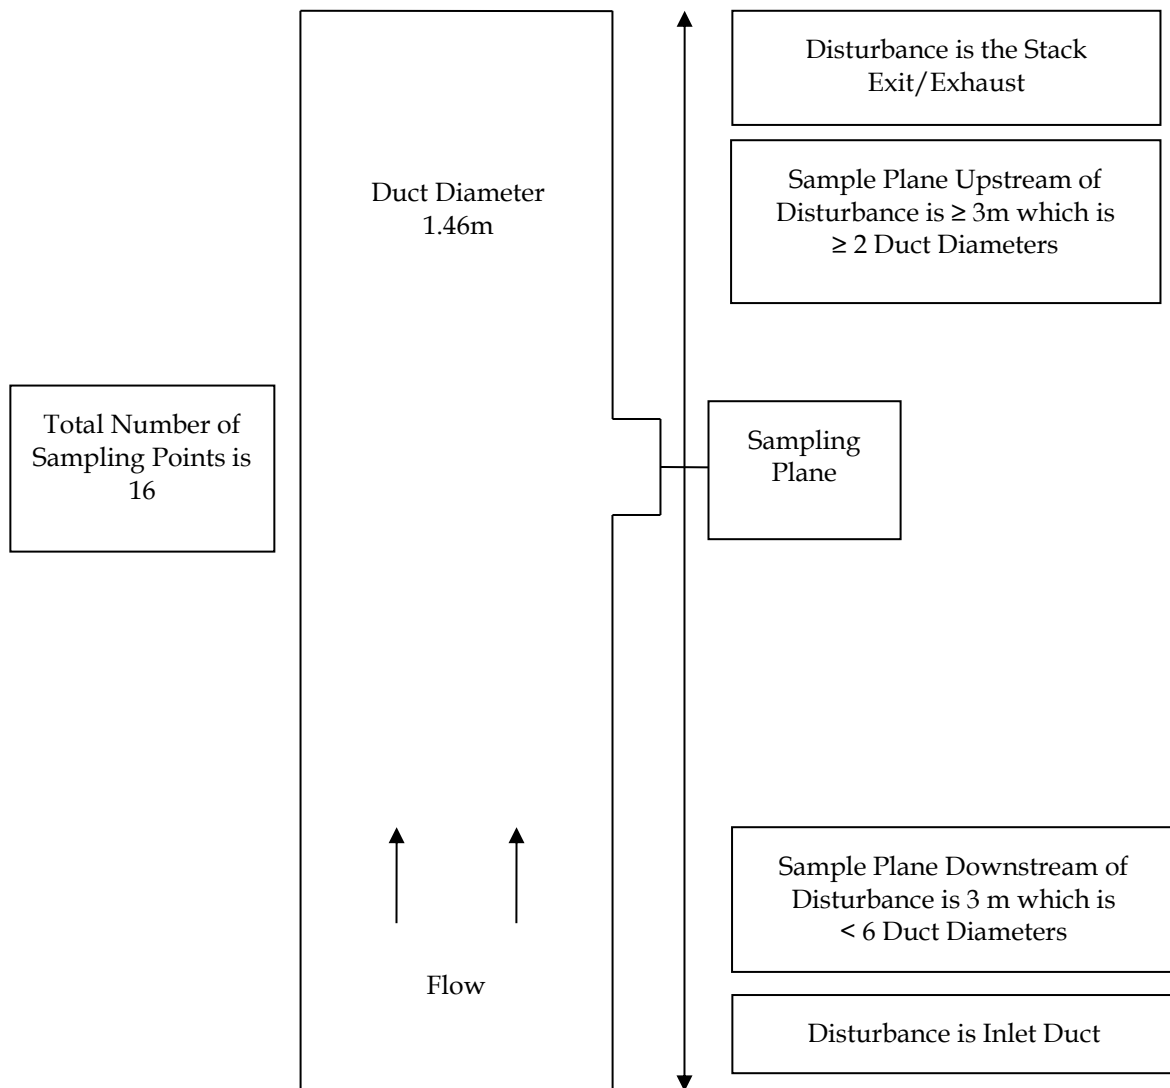 Disturbance is the Stack
Exit/Exhaust
Duct Diameter
1.46m
Sample Plane Upstream of
Disturbance is ≥ 3m which is
≥ 2 Duct Diameters
Total Number of
Sampling Points is
16
Sampling
Plane
Sample Plane Downstream of
Disturbance is 3 m which is
< 6 Duct Diameters
Flow
Disturbance is Inlet Duct